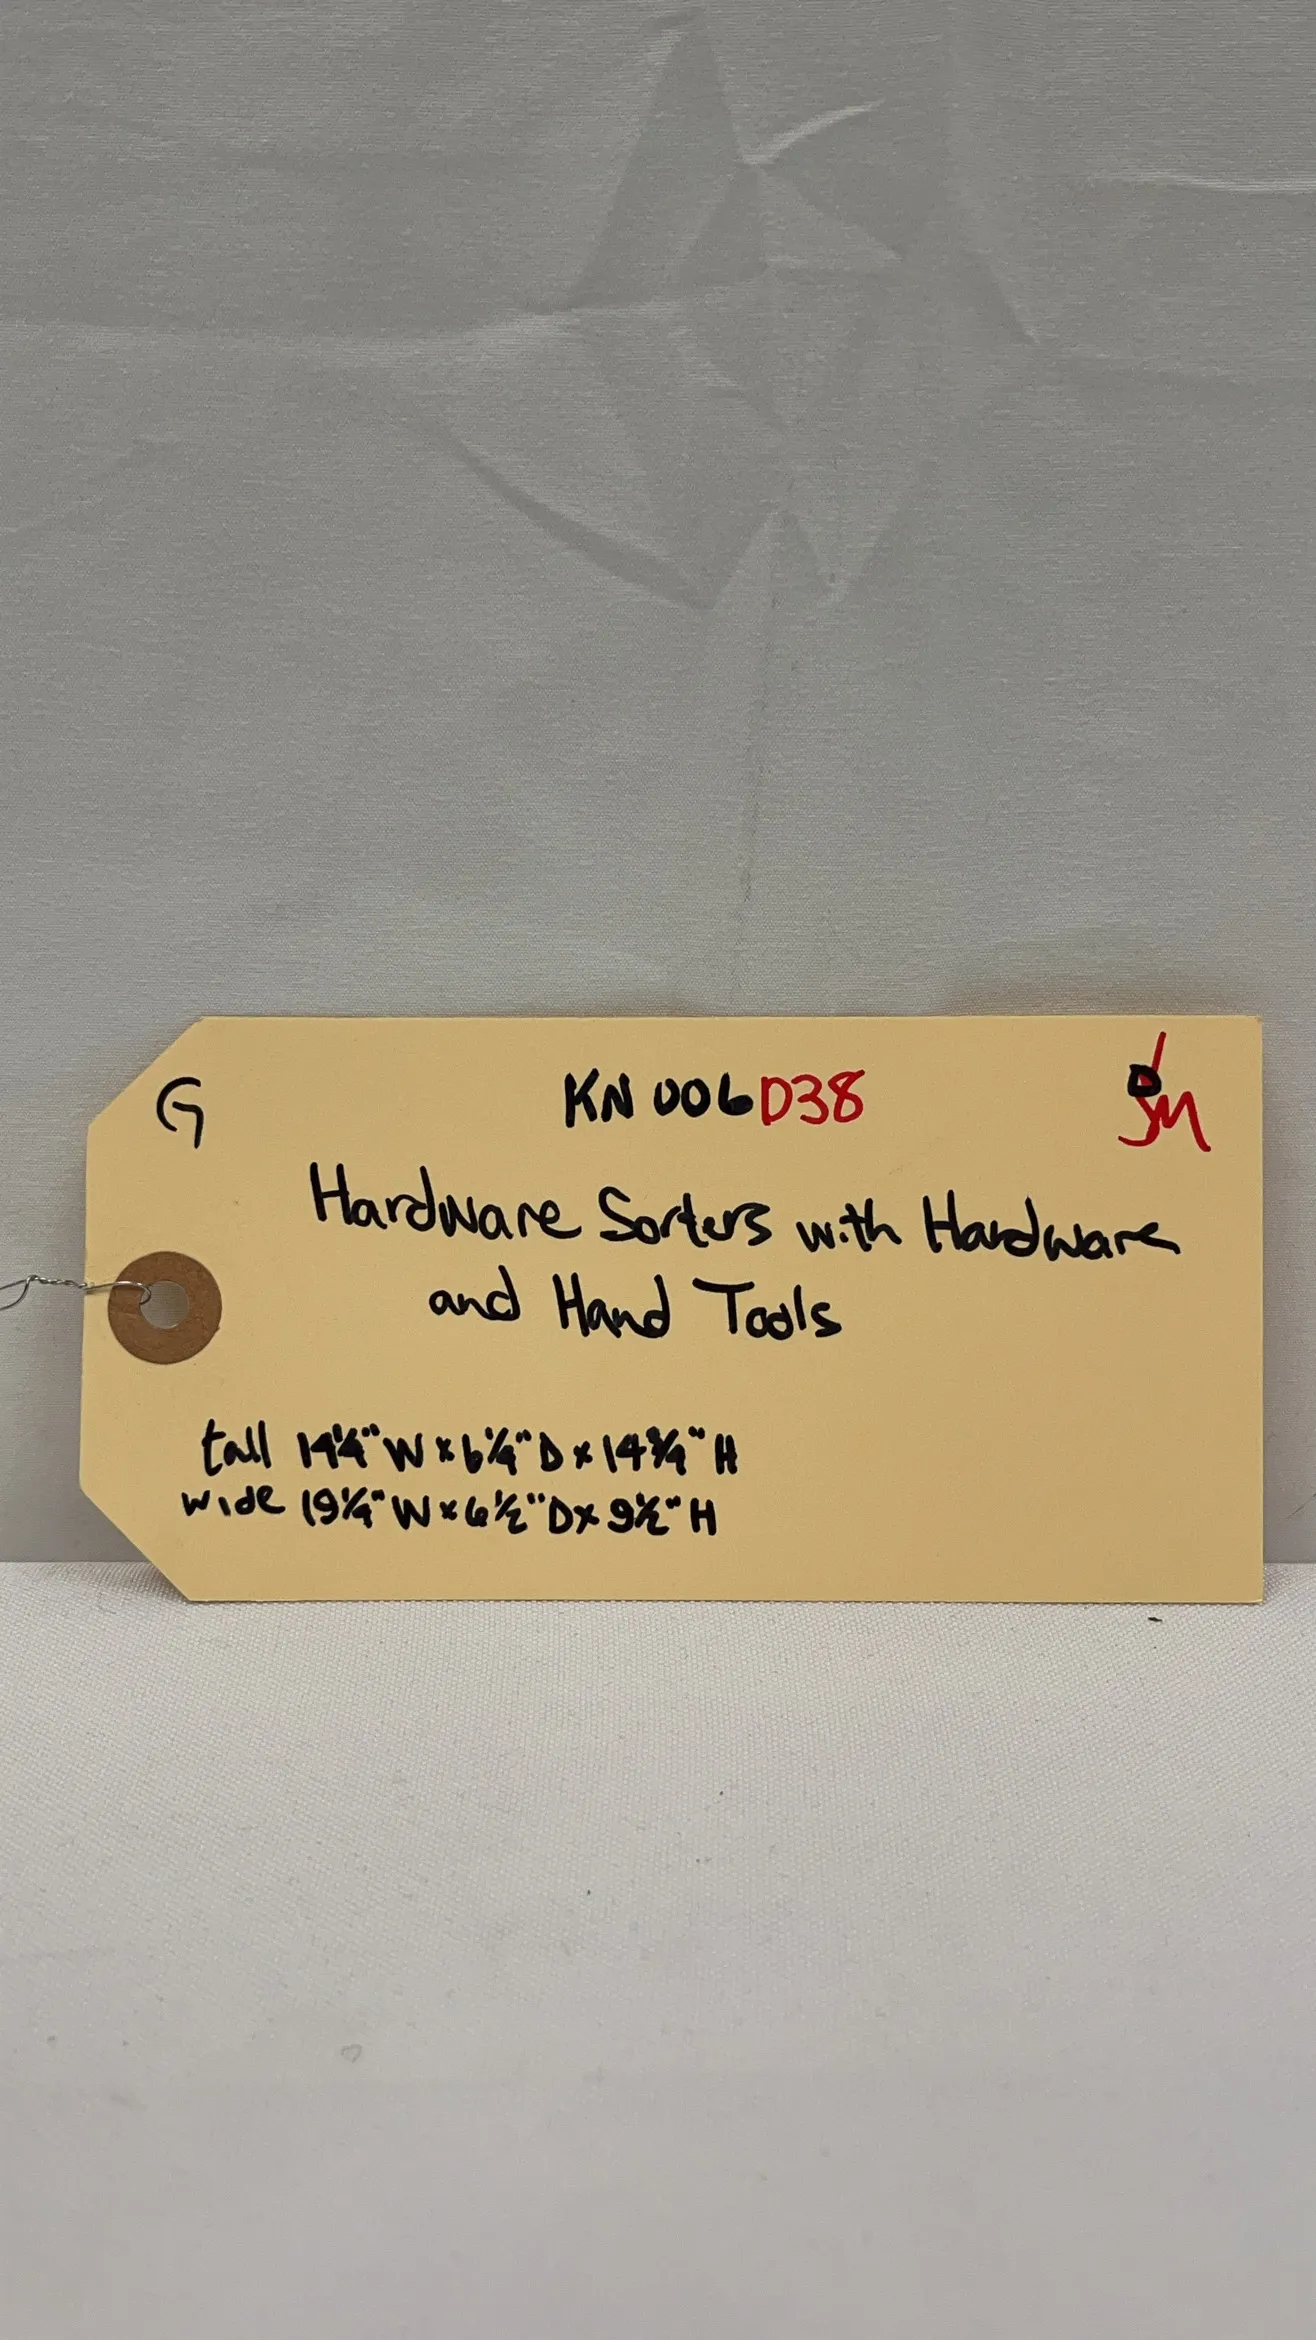 G
KN006D38
Hardware Sorters with Hardware
and Hand Tools
tall 14¼" W x 6¼" D x 14¾" H
wide 19¼" W x 6½" D x 9½" H